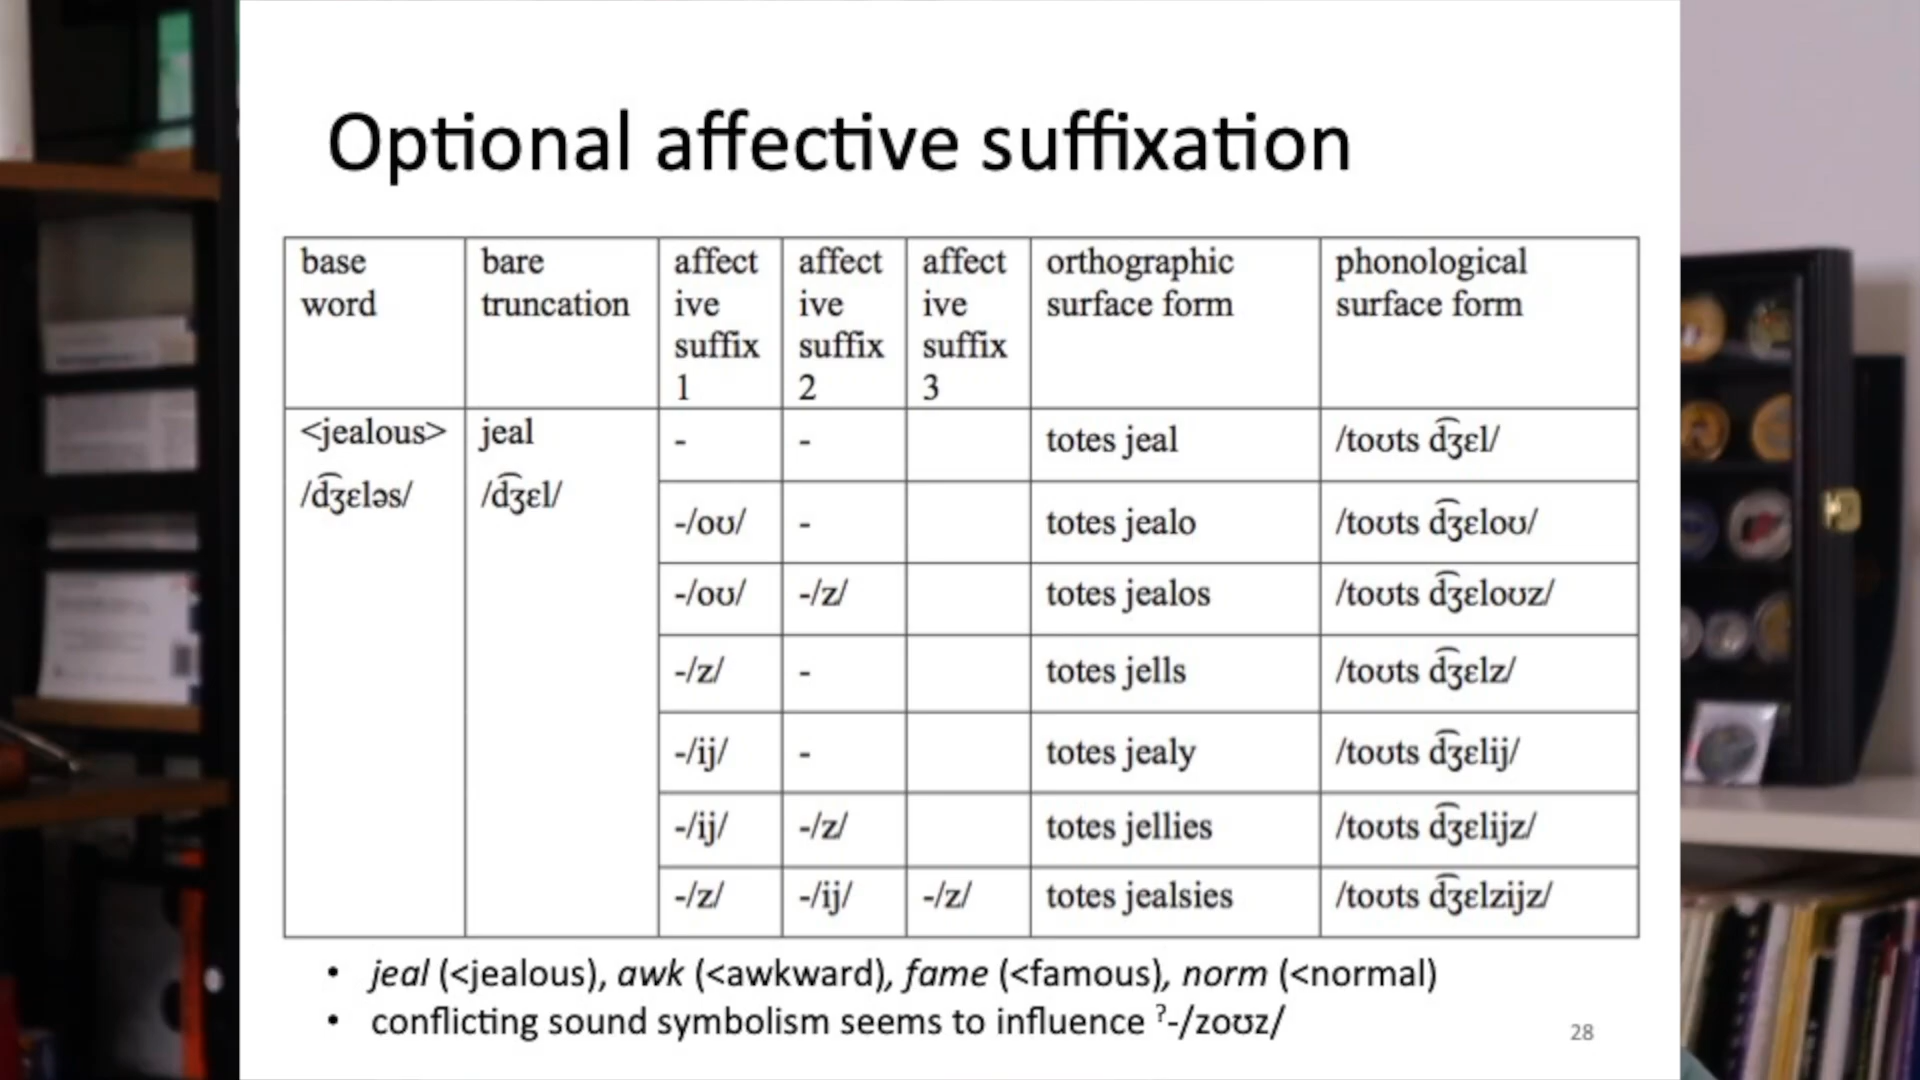 Optional affective suffixation
base word
bare truncation
affect ive suffix 1
affect ive suffix 2
affect ive suffix 3
orthographic surface form
phonological surface form
<jealous>
/d͡ʒɛləs/
jeal
/d͡ʒɛl/
- - totes jeal /toʊts d͡ʒɛl/
-/oʊ/ - totes jealo /toʊts d͡ʒɛloʊ/
-/oʊ/ -/z/ totes jealos /toʊts d͡ʒɛloʊz/
-/z/ - totes jells /toʊts d͡ʒɛlz/
-/ij/ - totes jealy /toʊts d͡ʒɛlij/
-/ij/ -/z/ totes jellies /toʊts d͡ʒɛlijz/
-/z/ -/ij/ -/z/ totes jealsies /toʊts d͡ʒɛlzijz/
• jeal (<jealous), awk (<awkward), fame (<famous), norm (<normal)
• conflicting sound symbolism seems to influence ?-/zoʊz/
28